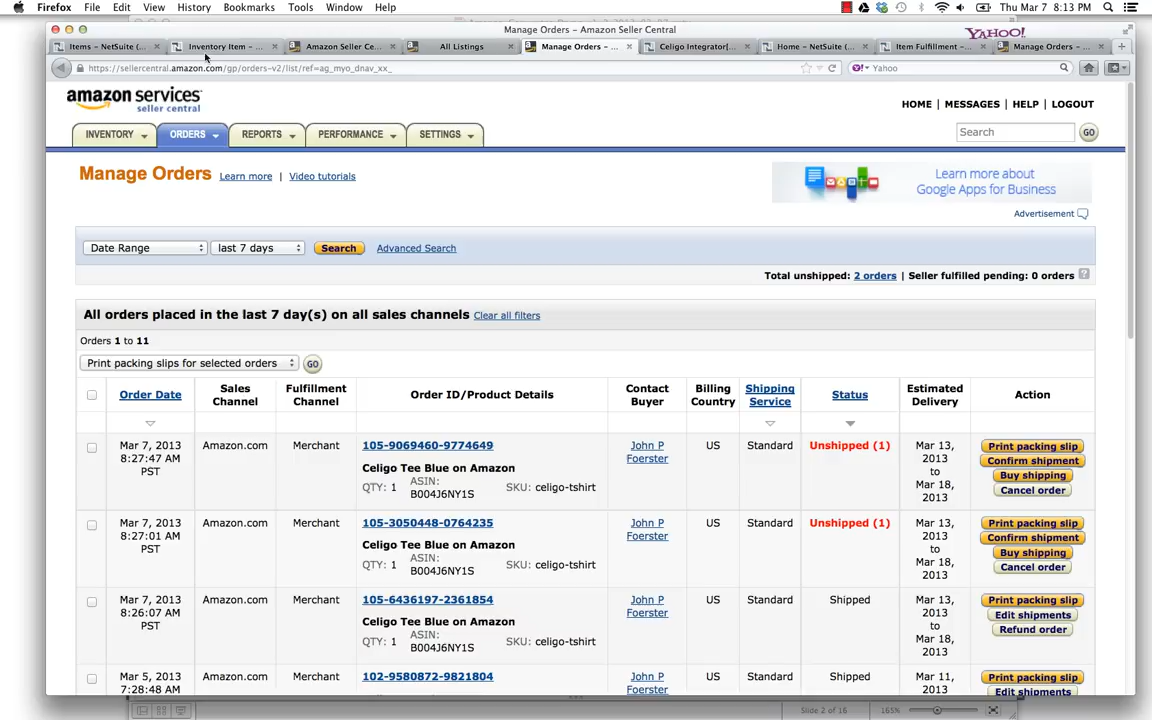 Firefox File Edit View History Bookmarks Tools Window Help Thu Mar 7 8:13 PM
Manage Orders - Amazon Seller Central
YAHOO!
Items - NetSuite (... Inventory Item - ... Amazon Seller Ce... All Listings Manage Orders - ... Celigo Integrator|... Home - NetSuite (... Item Fulfillment - ... Manage Orders - ...
https://sellercentral.amazon.com/gp/orders-v2/list/ref=ag_myo_dnav_xx_ Yahoo
amazon services
seller central
HOME | MESSAGES | HELP | LOGOUT
INVENTORY ORDERS REPORTS PERFORMANCE SETTINGS Search GO
Manage Orders Learn more | Video tutorials
Learn more about
Google Apps for Business
Advertisement
Date Range last 7 days Search Advanced Search
Total unshipped: 2 orders | Seller fulfilled pending: 0 orders ?
All orders placed in the last 7 day(s) on all sales channels Clear all filters
Orders 1 to 11
Print packing slips for selected orders GO
Order Date Sales Channel Fulfillment Channel Order ID/Product Details Contact Buyer Billing Country Shipping Service Status Estimated Delivery Action
Mar 7, 2013 8:27:47 AM PST Amazon.com Merchant 105-9069460-9774649 John P Foerster US Standard Unshipped (1) Mar 13, 2013 to Mar 18, 2013 Print packing slip
Celigo Tee Blue on Amazon Confirm shipment
QTY: 1 ASIN: B004J6NY1S SKU: celigo-tshirt Buy shipping
Cancel order
Mar 7, 2013 8:27:01 AM PST Amazon.com Merchant 105-3050448-0764235 John P Foerster US Standard Unshipped (1) Mar 13, 2013 to Mar 18, 2013 Print packing slip
Celigo Tee Blue on Amazon Confirm shipment
QTY: 1 ASIN: B004J6NY1S SKU: celigo-tshirt Buy shipping
Cancel order
Mar 7, 2013 8:26:07 AM PST Amazon.com Merchant 105-6436197-2361854 John P Foerster US Standard Shipped Mar 13, 2013 to Mar 18, 2013 Print packing slip
Celigo Tee Blue on Amazon Edit shipments
QTY: 1 ASIN: B004J6NY1S SKU: celigo-tshirt Refund order
Mar 5, 2013 7:28:48 AM Amazon.com Merchant 102-9580872-9821804 John P Foerster US Standard Shipped Mar 11, 2013 Print packing slip
Edit shipments
Slide 2 of 16 165%